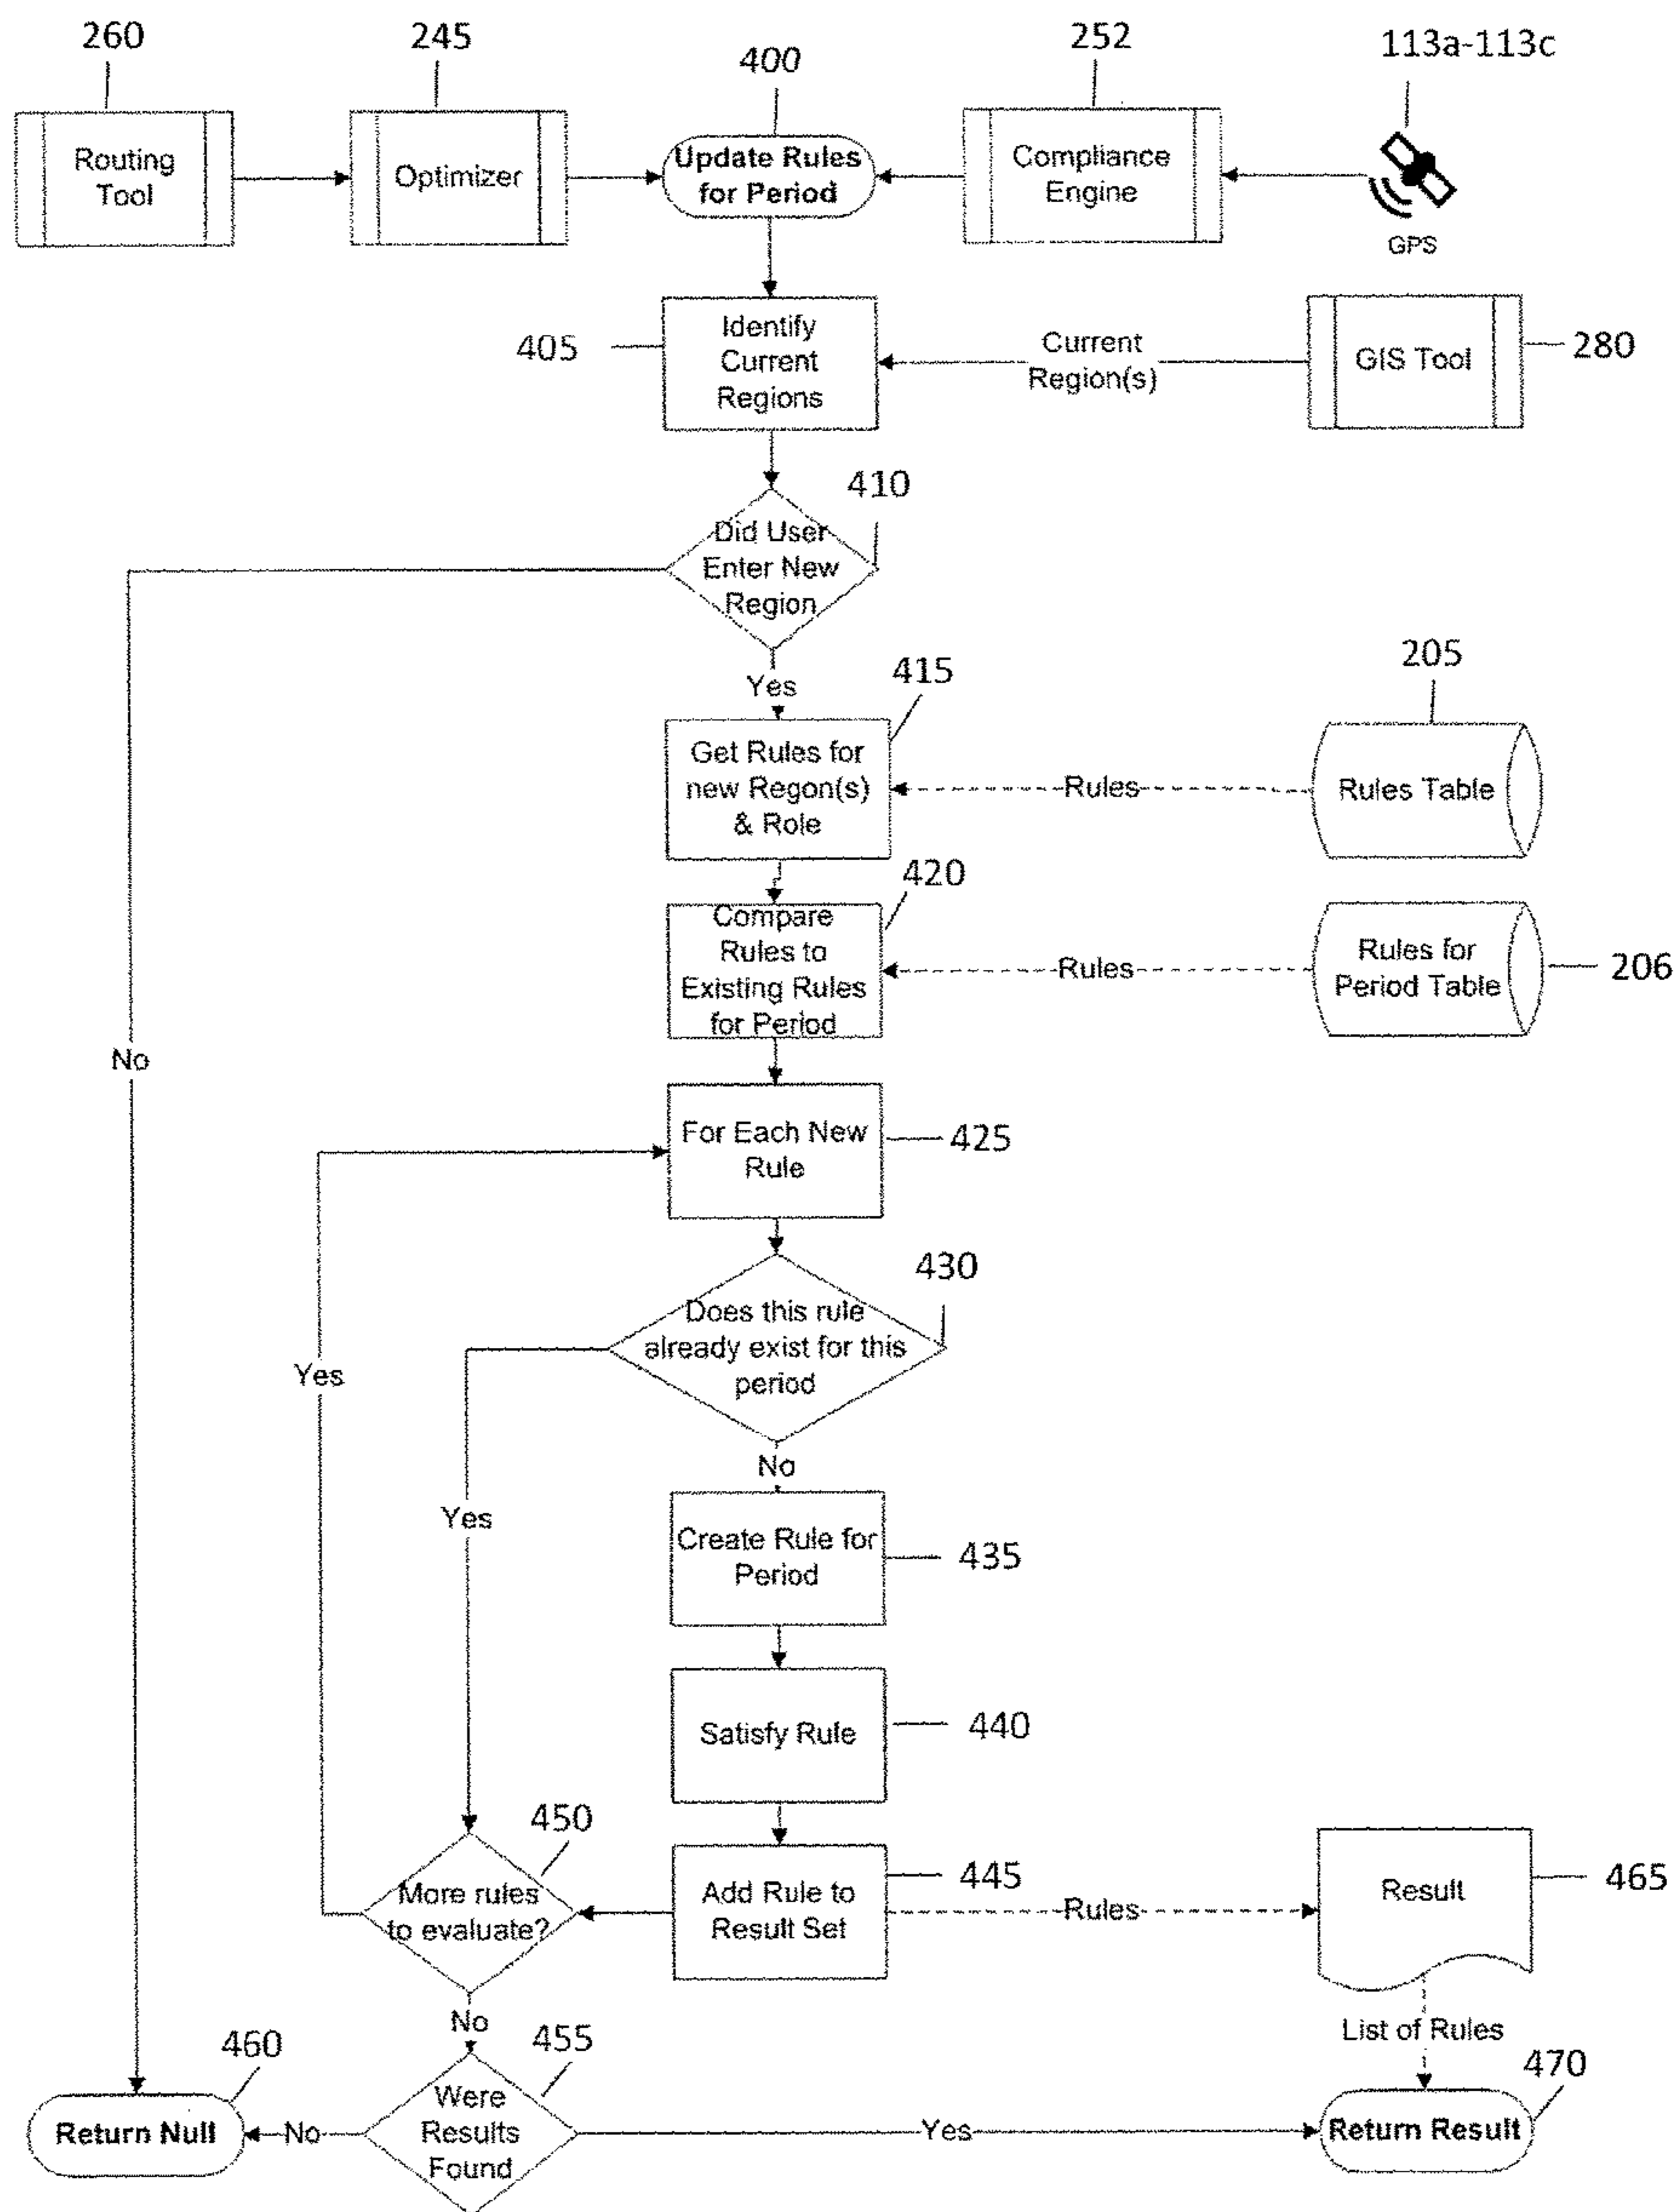 260
245
400
252
113a-113c
Routing
Tool
Optimizer
Update Rules
for Period
Compliance
Engine
GPS
405
Identify
Current
Regions
Current
Region(s)
GIS Tool
280
410
Did User
Enter New
Region
Yes
415
205
Get Rules for
new Regon(s)
& Role
Rules
Rules Table
420
Compare
Rules to
Existing Rules
for Period
Rules
Rules for
Period Table
206
No
For Each New
Rule
425
430
Does this rule
already exist for this
period
Yes
No
Yes
Create Rule for
Period
435
Satisfy Rule
440
450
More rules
to evaluate?
Add Rule to
Result Set
445
Rules
Result
465
No
List of Rules
460
455
470
Return Null
No
Were
Results
Found
Yes
Return Result